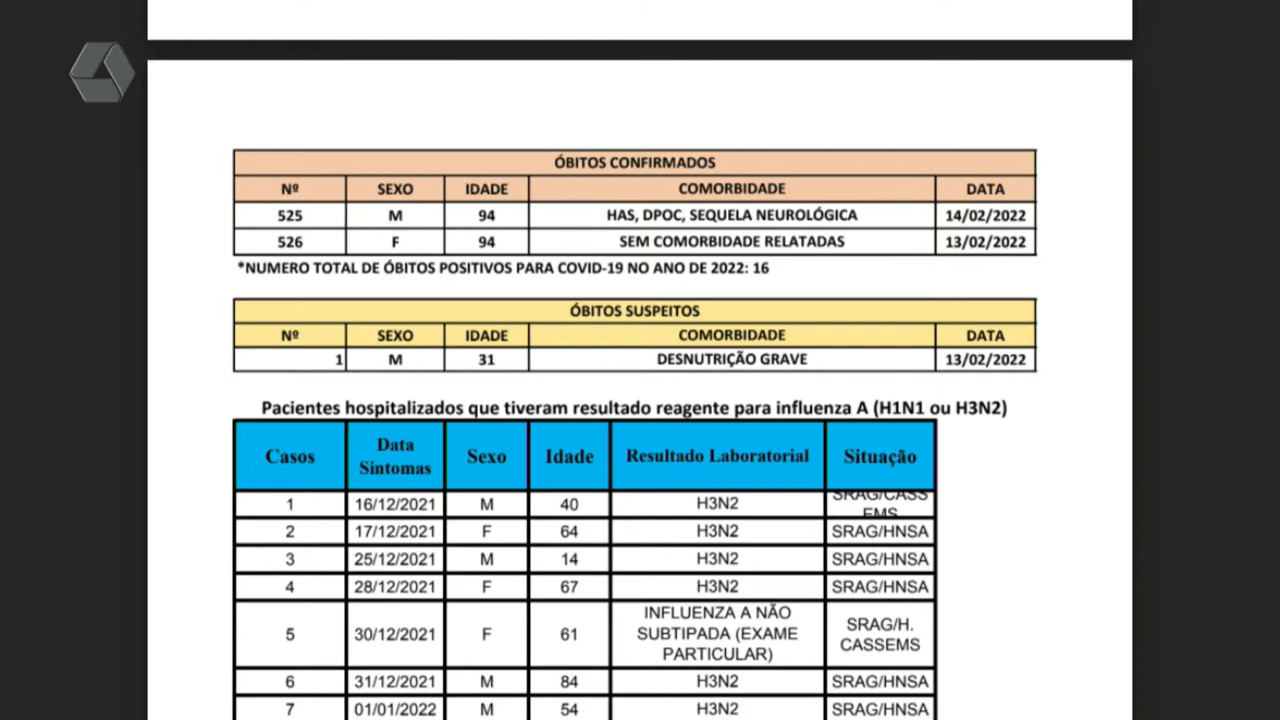 ÓBITOS CONFIRMADOS
Nº SEXO IDADE COMORBIDADE DATA
525 M 94 HAS, DPOC, SEQUELA NEUROLÓGICA 14/02/2022
526 F 94 SEM COMORBIDADE RELATADAS 13/02/2022
*NUMERO TOTAL DE ÓBITOS POSITIVOS PARA COVID-19 NO ANO DE 2022: 16
ÓBITOS SUSPEITOS
Nº SEXO IDADE COMORBIDADE DATA
1 M 31 DESNUTRIÇÃO GRAVE 13/02/2022
Pacientes hospitalizados que tiveram resultado reagente para influenza A (H1N1 ou H3N2)
Casos Data Sintomas Sexo Idade Resultado Laboratorial Situação
1 16/12/2021 M 40 H3N2 SRAG/CASSEMS
2 17/12/2021 F 64 H3N2 SRAG/HNSA
3 25/12/2021 M 14 H3N2 SRAG/HNSA
4 28/12/2021 F 67 H3N2 SRAG/HNSA
5 30/12/2021 F 61 INFLUENZA A NÃO SUBTIPADA (EXAME PARTICULAR) SRAG/H. CASSEMS
6 31/12/2021 M 84 H3N2 SRAG/HNSA
7 01/01/2022 M 54 H3N2 SRAG/HNSA